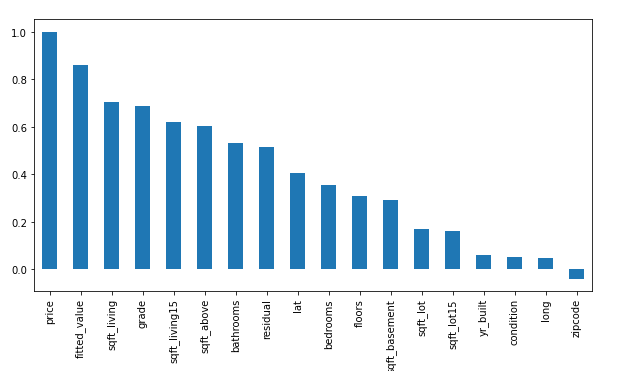 1.0
0.8
0.6
0.4
0.2
0.0
price
fitted_value
sqft_living
grade
sqft_living15
sqft_above
bathrooms
residual
lat
bedrooms
floors
sqft_basement
sqft_lot
sqft_lot15
yr_built
condition
long
zipcode